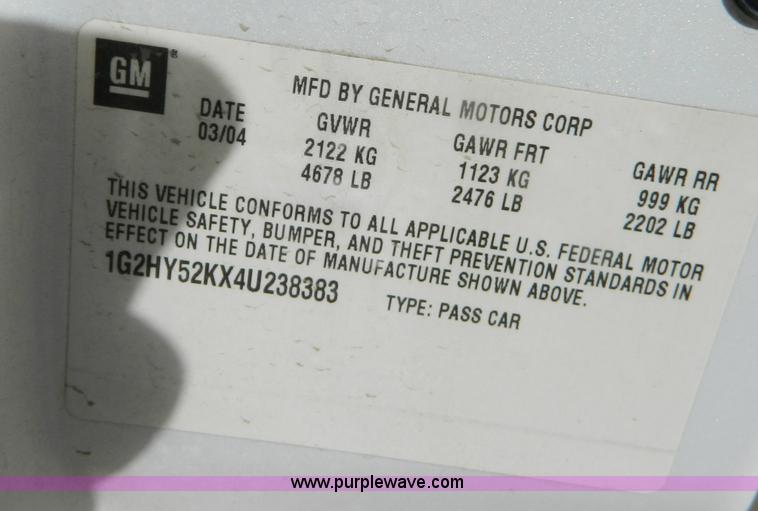 GM®
MFD BY GENERAL MOTORS CORP
DATE GVWR GAWR FRT GAWR RR
03/04 2122 KG 1123 KG 999 KG
4678 LB 2476 LB 2202 LB
THIS VEHICLE CONFORMS TO ALL APPLICABLE U.S. FEDERAL MOTOR
VEHICLE SAFETY, BUMPER, AND THEFT PREVENTION STANDARDS IN
EFFECT ON THE DATE OF MANUFACTURE SHOWN ABOVE.
1G2HY52KX4U238383 TYPE: PASS CAR
www.purplewave.com